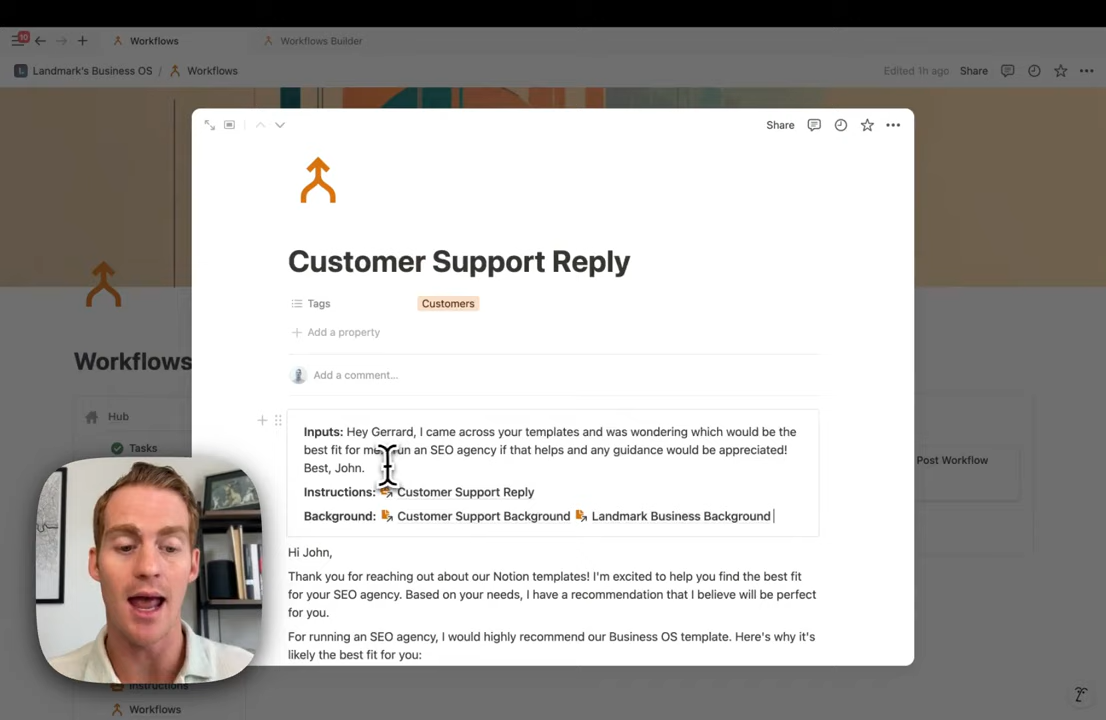 10
Workflows
Workflows Builder
Landmark's Business OS / Workflows
Edited 1h ago
Share
Share
Customer Support Reply
Tags
Customers
Add a property
Add a comment...
Workflows
Hub
Tasks
Inputs: Hey Gerrard, I came across your templates and was wondering which would be the
best fit for me un an SEO agency if that helps and any guidance would be appreciated!
Best, John.
Instructions: Customer Support Reply
Background: Customer Support Background Landmark Business Background
Post Workflow
Hi John,
Thank you for reaching out about our Notion templates! I'm excited to help you find the best fit
for your SEO agency. Based on your needs, I have a recommendation that I believe will be perfect
for you.
For running an SEO agency, I would highly recommend our Business OS template. Here's why it's
likely the best fit for you:
Instructions
Workflows